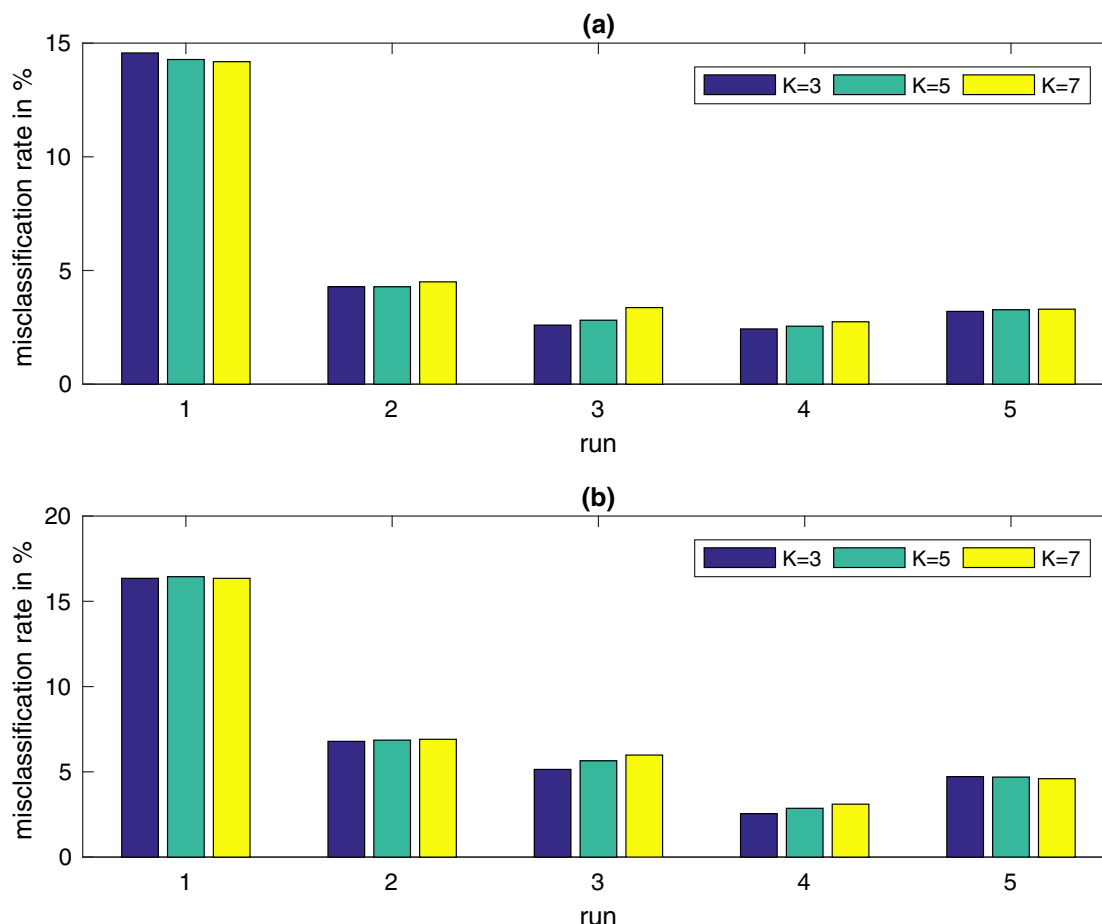 (a)
misclassification rate in %
15
10
5
0
K=3 K=5 K=7
1 2 3 4 5
run
(b)
misclassification rate in %
20
15
10
5
0
K=3 K=5 K=7
1 2 3 4 5
run